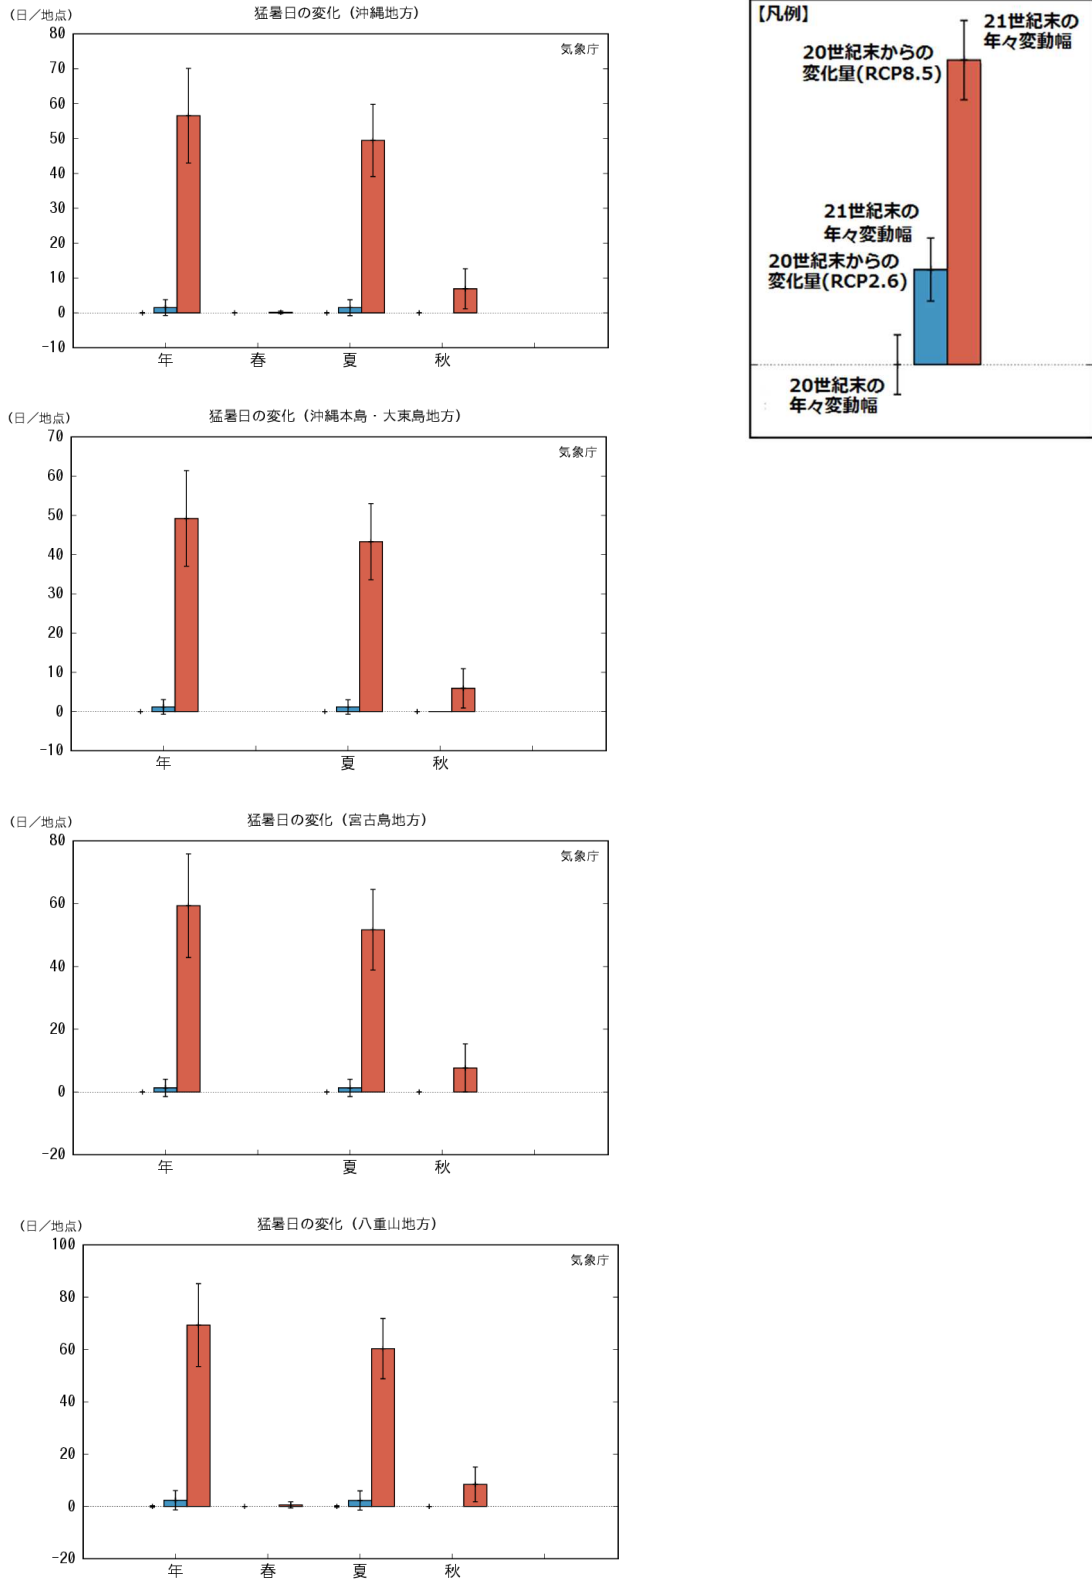 (日／地点)
猛暑日の変化（沖縄地方）
気象庁
80
70
60
50
40
30
20
10
0
-10
年
春
夏
秋
【凡例】
21世紀末の
年々変動幅
20世紀末からの
変化量(RCP8.5)
21世紀末の
年々変動幅
20世紀末からの
変化量(RCP2.6)
20世紀末の
年々変動幅
(日／地点)
猛暑日の変化（沖縄本島・大東島地方）
気象庁
70
60
50
40
30
20
10
0
-10
年
夏
秋
(日／地点)
猛暑日の変化（宮古島地方）
気象庁
80
60
40
20
0
-20
年
夏
秋
(日／地点)
猛暑日の変化（八重山地方）
気象庁
100
80
60
40
20
0
-20
年
春
夏
秋